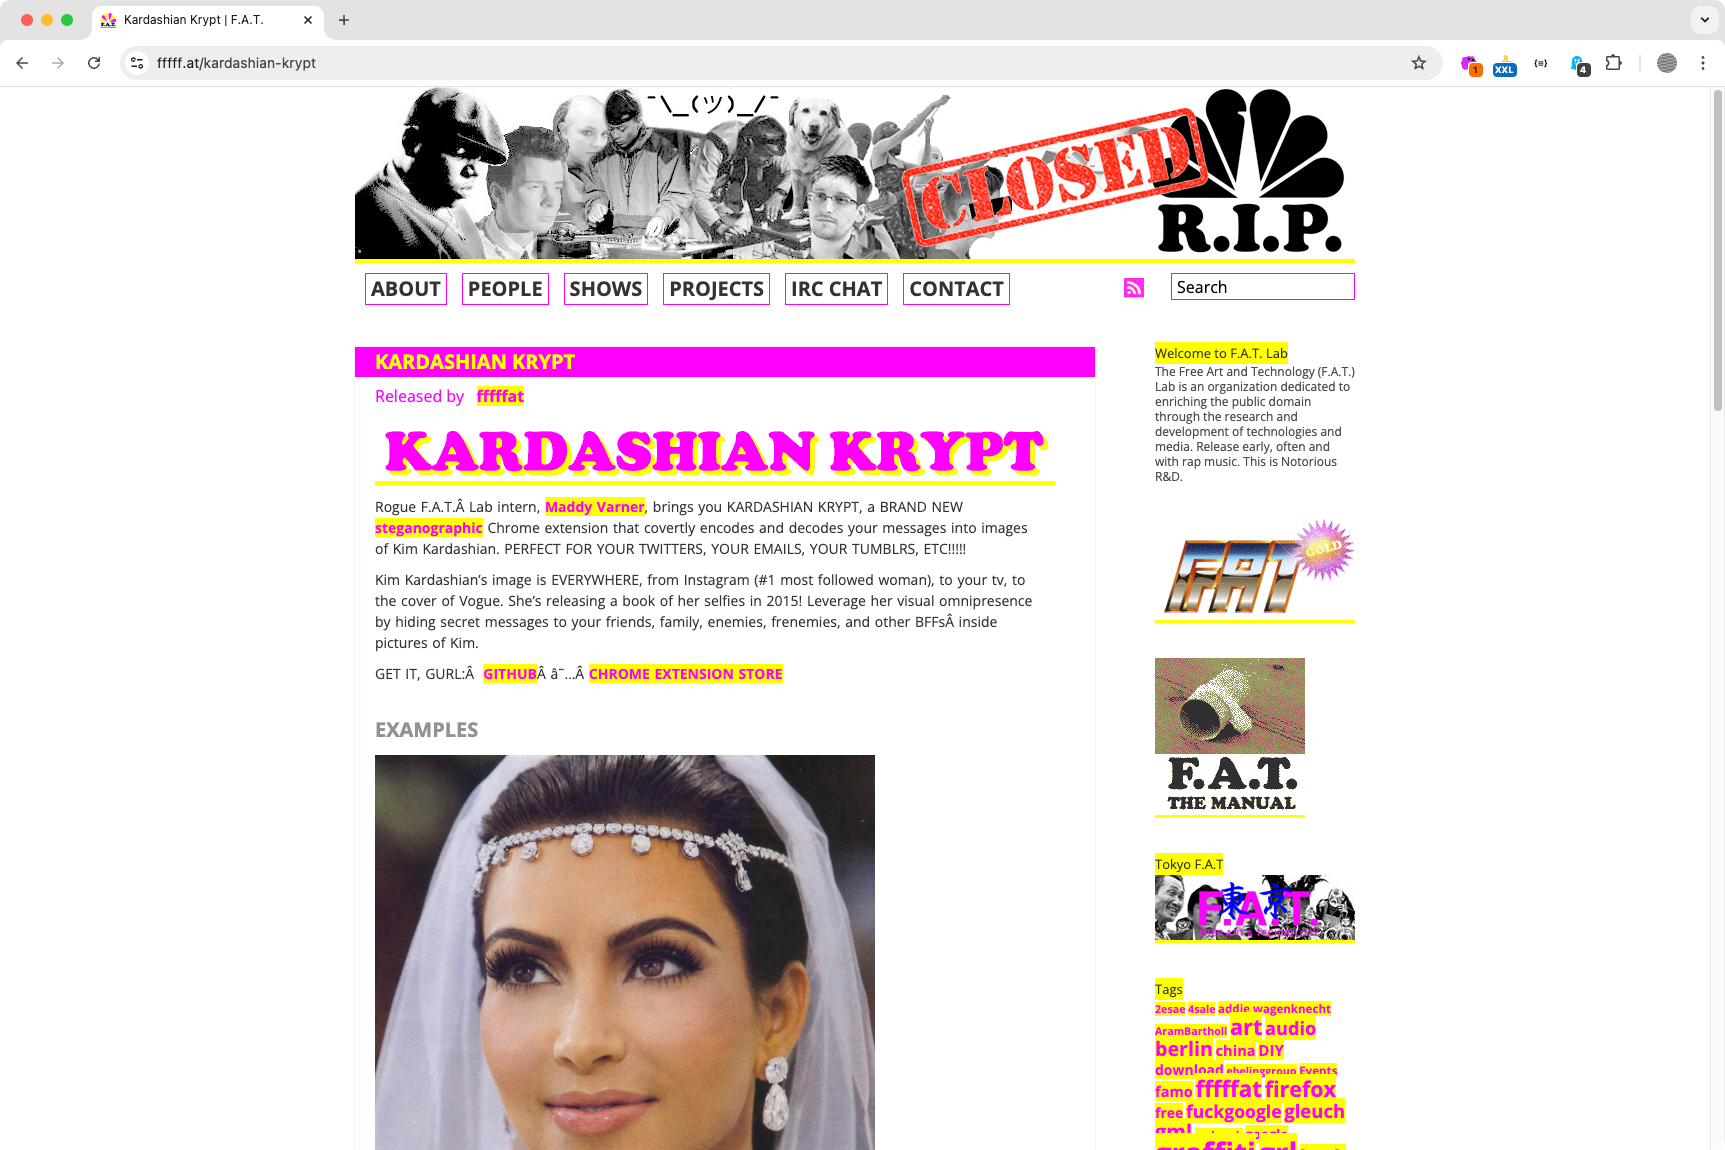 Kardashian Krypt | F.A.T.
fffff.at/kardashian-krypt
1
XXL
4
¯\_(ツ)_/¯
CLOSED
R.I.P.
ABOUT
PEOPLE
SHOWS
PROJECTS
IRC CHAT
CONTACT
Search
KARDASHIAN KRYPT
Released by fffffat
KARDASHIAN KRYPT
Rogue F.A.T.Â Lab intern, Maddy Varner, brings you KARDASHIAN KRYPT, a BRAND NEW
steganographic Chrome extension that covertly encodes and decodes your messages into images
of Kim Kardashian. PERFECT FOR YOUR TWITTERS, YOUR EMAILS, YOUR TUMBLRS, ETC!!!!!
Kim Kardashian’s image is EVERYWHERE, from Instagram (#1 most followed woman), to your tv, to
the cover of Vogue. She’s releasing a book of her selfies in 2015! Leverage her visual omnipresence
by hiding secret messages to your friends, family, enemies, frenemies, and other BFFsÂ inside
pictures of Kim.
GET IT, GURL:Â GITHUBÂ â˜…Â CHROME EXTENSION STORE
EXAMPLES
Welcome to F.A.T. Lab
The Free Art and Technology (F.A.T.)
Lab is an organization dedicated to
enriching the public domain
through the research and
development of technologies and
media. Release early, often and
with rap music. This is Notorious
R&D.
FAT
GOLD
F.A.T.
THE MANUAL
Tokyo F.A.T
F.A.T.
東京
Tags
2esae 4sale addie wagenknecht
AramBartholl art audio
berlin china DIY
download ebelinggroup Events
famo fffffat firefox
free fuckgoogle gleuch
gml google
graffiti grl